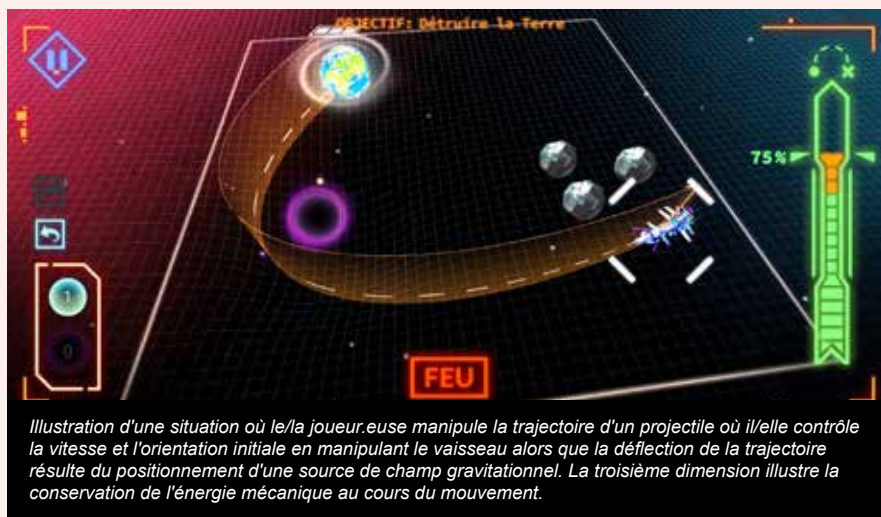 OBJECTIF: Détruire la Terre
75%
1
0
FEU
Illustration d'une situation où le/la joueur.euse manipule la trajectoire d'un projectile où il/elle contrôle
la vitesse et l'orientation initiale en manipulant le vaisseau alors que la déflection de la trajectoire
résulte du positionnement d'une source de champ gravitationnel. La troisième dimension illustre la
conservation de l'énergie mécanique au cours du mouvement.